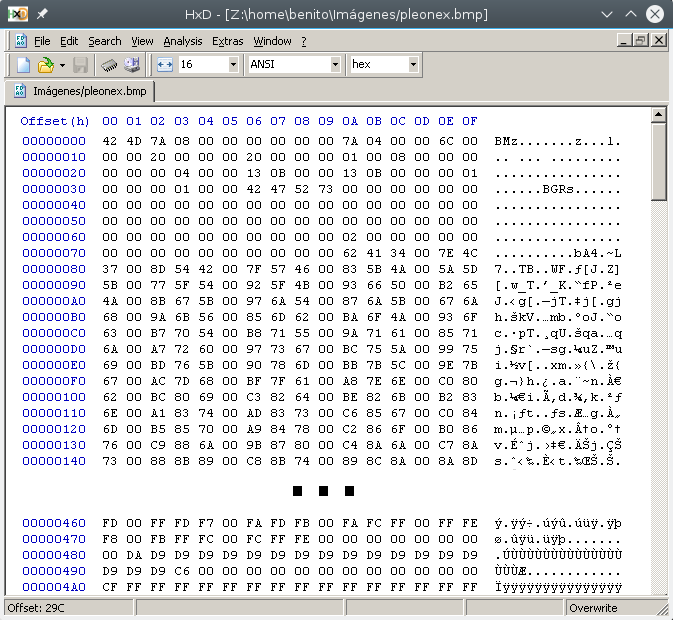 HxD - [Z:\home\benito\Imágenes/pleonex.bmp]
File Edit Search View Analysis Extras Window ?
16 ANSI hex
Imágenes/pleonex.bmp
Offset(h) 00 01 02 03 04 05 06 07 08 09 0A 0B 0C 0D 0E 0F
00000000 42 4D 7A 08 00 00 00 00 00 00 7A 04 00 00 6C 00 BMz.......z...l.
00000010 00 00 20 00 00 00 20 00 00 00 01 00 08 00 00 00 .. ... .........
00000020 00 00 00 04 00 00 13 0B 00 00 13 0B 00 00 00 01 ................
00000030 00 00 00 01 00 00 42 47 52 73 00 00 00 00 00 00 ......BGRs......
00000040 00 00 00 00 00 00 00 00 00 00 00 00 00 00 00 00 ................
00000050 00 00 00 00 00 00 00 00 00 00 00 00 00 00 00 00 ................
00000060 00 00 00 00 00 00 00 00 00 00 02 00 00 00 00 00 ................
00000070 00 00 00 00 00 00 00 00 00 00 62 41 34 00 7E 4C ..........bA4.~L
00000080 37 00 8D 54 42 00 7F 57 46 00 83 5B 4A 00 5A 5D 7..TB..WF.ƒ[J.Z]
00000090 5B 00 77 5F 54 00 92 5F 4B 00 93 66 50 00 B2 65 [.w_T.’_K.“fP.²e
000000A0 4A 00 8B 67 5B 00 97 6A 54 00 87 6A 5B 00 67 6A J.‹g[.—jT.‡j[.gj
000000B0 68 00 9A 6B 56 00 85 6D 62 00 BA 6F 4A 00 93 6F h.škV.…mb.ºoJ.“o
000000C0 63 00 B7 70 54 00 B8 71 55 00 9A 71 61 00 85 71 c.·pT.¸qU.šqa.…q
000000D0 6A 00 A7 72 60 00 97 73 67 00 BC 75 5A 00 99 75 j.§r`.—sg.¼uZ.™u
000000E0 69 00 BD 76 5B 00 90 78 6D 00 BB 7B 5C 00 9E 7B i.½v[..xm.»{\.ž{
000000F0 67 00 AC 7D 68 00 BF 7F 61 00 A8 7E 6E 00 C0 80 g.¬}h.¿.a.¨~n.À€
00000100 62 00 BC 80 69 00 C3 82 64 00 BE 82 6B 00 B2 83 b.¼€i.Ã‚d.¾‚k.²ƒ
00000110 6E 00 A1 83 74 00 AD 83 73 00 C6 85 67 00 C0 84 n.¡ƒt..ƒs.Æ…g.À„
00000120 6D 00 B5 85 70 00 A9 84 78 00 C2 86 6F 00 B0 86 m.µ…p.©„x.Â†o.°†
00000130 76 00 C9 88 6A 00 9B 87 80 00 C4 8A 6A 00 C7 8A v.Éˆj.›‡€.ÄŠj.ÇŠ
00000140 73 00 88 8B 89 00 C8 8B 74 00 89 8C 8A 00 8A 8D s.ˆ‹‰.È‹t.‰ŒŠ.Š.
00000460 FD 00 FF FD F7 00 FA FD FB 00 FA FC FF 00 FF FE ý.ÿý÷.úýû.úüÿ.ÿþ
00000470 F8 00 FB FF FC 00 FB FF FE 00 00 00 00 00 00 00 ø.ûÿü.ûÿþ.......
00000480 00 DA D9 D9 D9 D9 D9 D9 D9 D9 D9 D9 D9 D9 D9 D9 .ÚÙÙÙÙÙÙÙÙÙÙÙÙÙÙ
00000490 D9 D9 D9 C6 00 00 00 00 00 00 00 00 00 00 00 00 ÙÙÙÆ............
000004A0 CF FF FF FF FF FF FF FF FF FF FF FF FF FF FF FF Ïÿÿÿÿÿÿÿÿÿÿÿÿÿÿÿ
Offset: 29C Overwrite